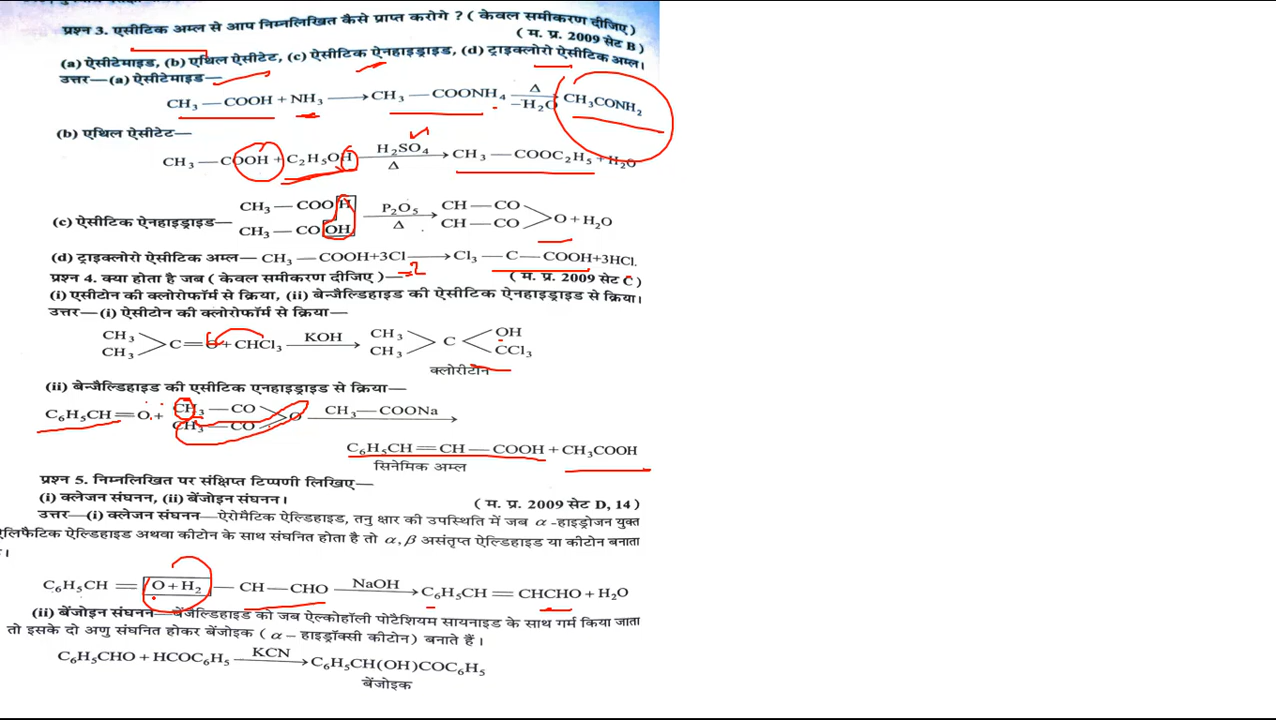 प्रश्न 3. एसीटिक अम्ल से आप निम्नलिखित कैसे प्राप्त करोगे ? ( केवल समीकरण दीजिए)
( म. प्र. 2009 सेट B )
(a) ऐसीटेमाइड, (b) एथिल ऐसीटेट, (c) ऐसीटिक ऐनहाइड्राइड, (d) ट्राइक्लोरो ऐसीटिक अम्ल।
उत्तर—(a) ऐसीटेमाइड—
CH₃ — COOH + NH₃ ⟶ CH₃ — COONH₄ Δ −H₂O CH₃CONH₂
(b) एथिल ऐसीटेट—
CH₃ — COOH + C₂H₅OH H₂SO₄ Δ ⟶ CH₃ — COOC₂H₅ + H₂O
(c) ऐसीटिक ऐनहाइड्राइड— CH₃ — COOH CH₃ — COOH P₂O₅ Δ ⟶ CH — CO CH — CO > O + H₂O
(d) ट्राइक्लोरो ऐसीटिक अम्ल— CH₃ — COOH+3Cl ⟶ Cl₃ — C — COOH+3HCl.
=2
प्रश्न 4. क्या होता है जब ( केवल समीकरण दीजिए ) — ( म. प्र. 2009 सेट C )
(i) एसीटोन की क्लोरोफॉर्म से क्रिया, (ii) बेन्जैल्डिहाइड की ऐसीटिक ऐनहाइड्राइड से क्रिया।
उत्तर—(i) ऐसीटोन की क्लोरोफॉर्म से क्रिया—
CH₃ CH₃ > C = O + CHCl₃ KOH ⟶ CH₃ CH₃ > C < OH CCl₃
क्लोरीटोन
(ii) बेन्जैल्डिहाइड की एसीटिक एनहाइड्राइड से क्रिया—
C₆H₅CH = O + CH₃ — CO CH₃ — CO > O CH₃ — COONa ⟶
C₆H₅CH = CH — COOH + CH₃COOH
सिनेमिक अम्ल
प्रश्न 5. निम्नलिखित पर संक्षिप्त टिप्पणी लिखिए—
(i) क्लेजन संघनन, (ii) बेंजोइन संघनन। ( म. प्र. 2009 सेट D, 14 )
उत्तर—(i) क्लेजन संघनन—ऐरोमैटिक ऐल्डिहाइड, तनु क्षार की उपस्थिति में जब α -हाइड्रोजन युक्त
ऐलिफैटिक ऐल्डिहाइड अथवा कीटोन के साथ संघनित होता है तो α, β असंतृप्त ऐल्डिहाइड या कीटोन बनाता
।
C₆H₅CH = O + H₂ — CH — CHO NaOH ⟶ C₆H₅CH = CHCHO + H₂O
(ii) बेंजोइन संघनन—बेंजल्डिहाइड को जब ऐल्कोहॉली पोटैशियम सायनाइड के साथ गर्म किया जाता
तो इसके दो अणु संघनित होकर बेंजोइक ( α – हाइड्रॉक्सी कीटोन ) बनाते हैं।
C₆H₅CHO + HCOC₆H₅ KCN ⟶ C₆H₅CH(OH)COC₆H₅
बेंजोइक